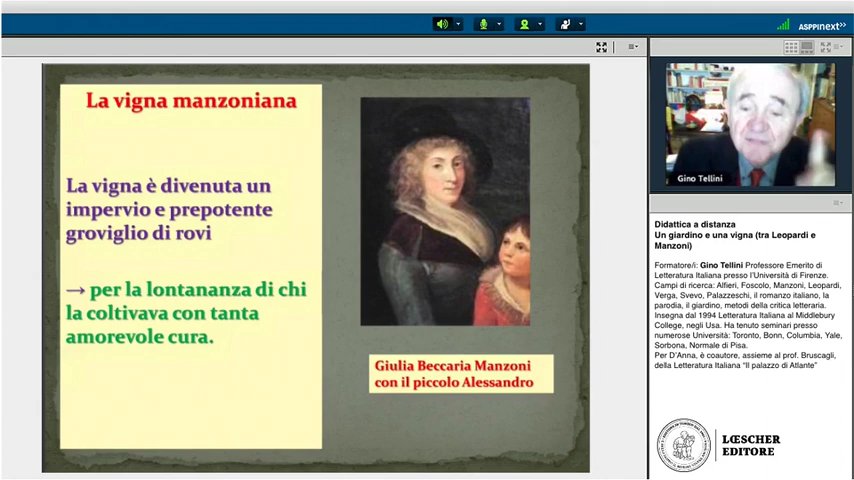 ASPPInext>>
La vigna manzoniana
La vigna è divenuta un
impervio e prepotente
groviglio di rovi
→ per la lontananza di chi
la coltivava con tanta
amorevole cura.
Giulia Beccaria Manzoni
con il piccolo Alessandro
Gino Tellini
Didattica a distanza
Un giardino e una vigna (tra Leopardi e
Manzoni)
Formatore/i: Gino Tellini Professore Emerito di
Letteratura Italiana presso l'Università di Firenze.
Campi di ricerca: Alfieri, Foscolo, Manzoni, Leopardi,
Verga, Svevo, Palazzeschi, il romanzo italiano, la
parodia, il giardino, metodi della critica letteraria.
Insegna dal 1994 Letteratura Italiana al Middlebury
College, negli Usa. Ha tenuto seminari presso
numerose Università: Toronto, Bonn, Columbia, Yale,
Sorbona, Normale di Pisa.
Per D'Anna, è coautore, assieme al prof. Bruscagli,
della Letteratura Italiana "Il palazzo di Atlante"
LŒSCHER
EDITORE